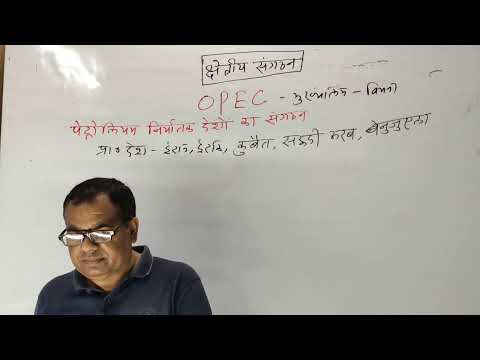 क्षेत्रीय संगठन
OPEC - मुख्यालय - वियना
पेट्रोलियम निर्यातक देशों का संगठन
प्रा० देश - ईरान, ईराक, कुवैत, सऊदी अरब, वेनुजुएला